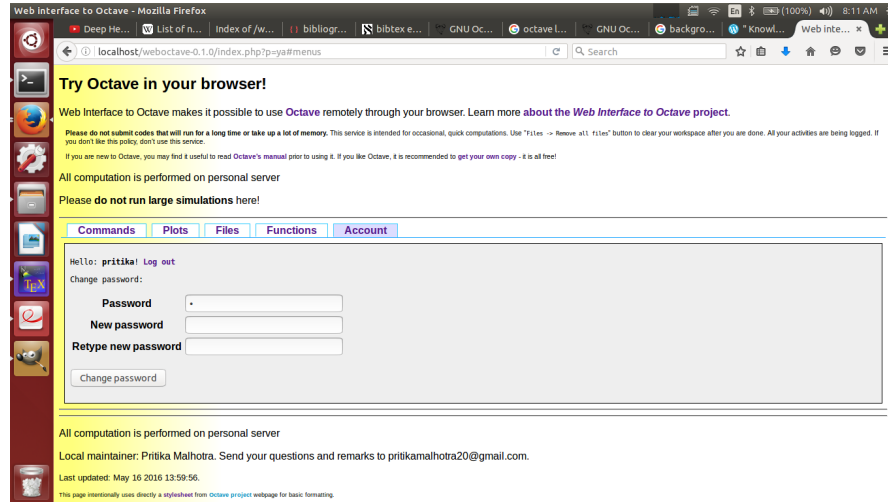 Web interface to Octave - Mozilla Firefox
En (100%) 8:11 AM
Deep He... List of n... Index of /w... bibliogr... bibtex e... GNU Oc... octave l... GNU Oc... backgro... "Knowl... Web inte... ×
localhost/weboctave-0.1.0/index.php?p=ya#menus
Search
Try Octave in your browser!
Web Interface to Octave makes it possible to use Octave remotely through your browser. Learn more about the Web Interface to Octave project.
Please do not submit codes that will run for a long time or take up a lot of memory. This service is intended for occasional, quick computations. Use "Files -> Remove all files" button to clear your workspace after you are done. All your activities are being logged. If
you don't like this policy, don't use this service.
If you are new to Octave, you may find it useful to read Octave's manual prior to using it. If you like Octave, it is recommended to get your own copy - it is all free!
All computation is performed on personal server
Please do not run large simulations here!
Commands Plots Files Functions Account
Hello: pritika! Log out
Change password:
Password
New password
Retype new password
Change password
All computation is performed on personal server
Local maintainer: Pritika Malhotra. Send your questions and remarks to pritikamalhotra20@gmail.com.
Last updated: May 16 2016 13:59:56.
This page intentionally uses directly a stylesheet from Octave project webpage for basic formatting.
TEX